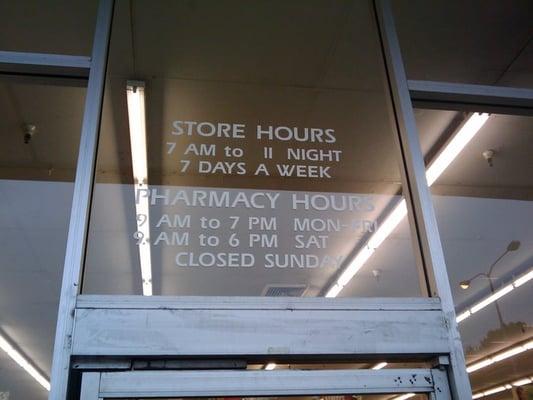 STORE HOURS
7 AM to 11 NIGHT
7 DAYS A WEEK
PHARMACY HOURS
9 AM to 7 PM MON-FRI
9 AM to 6 PM SAT
CLOSED SUNDAY